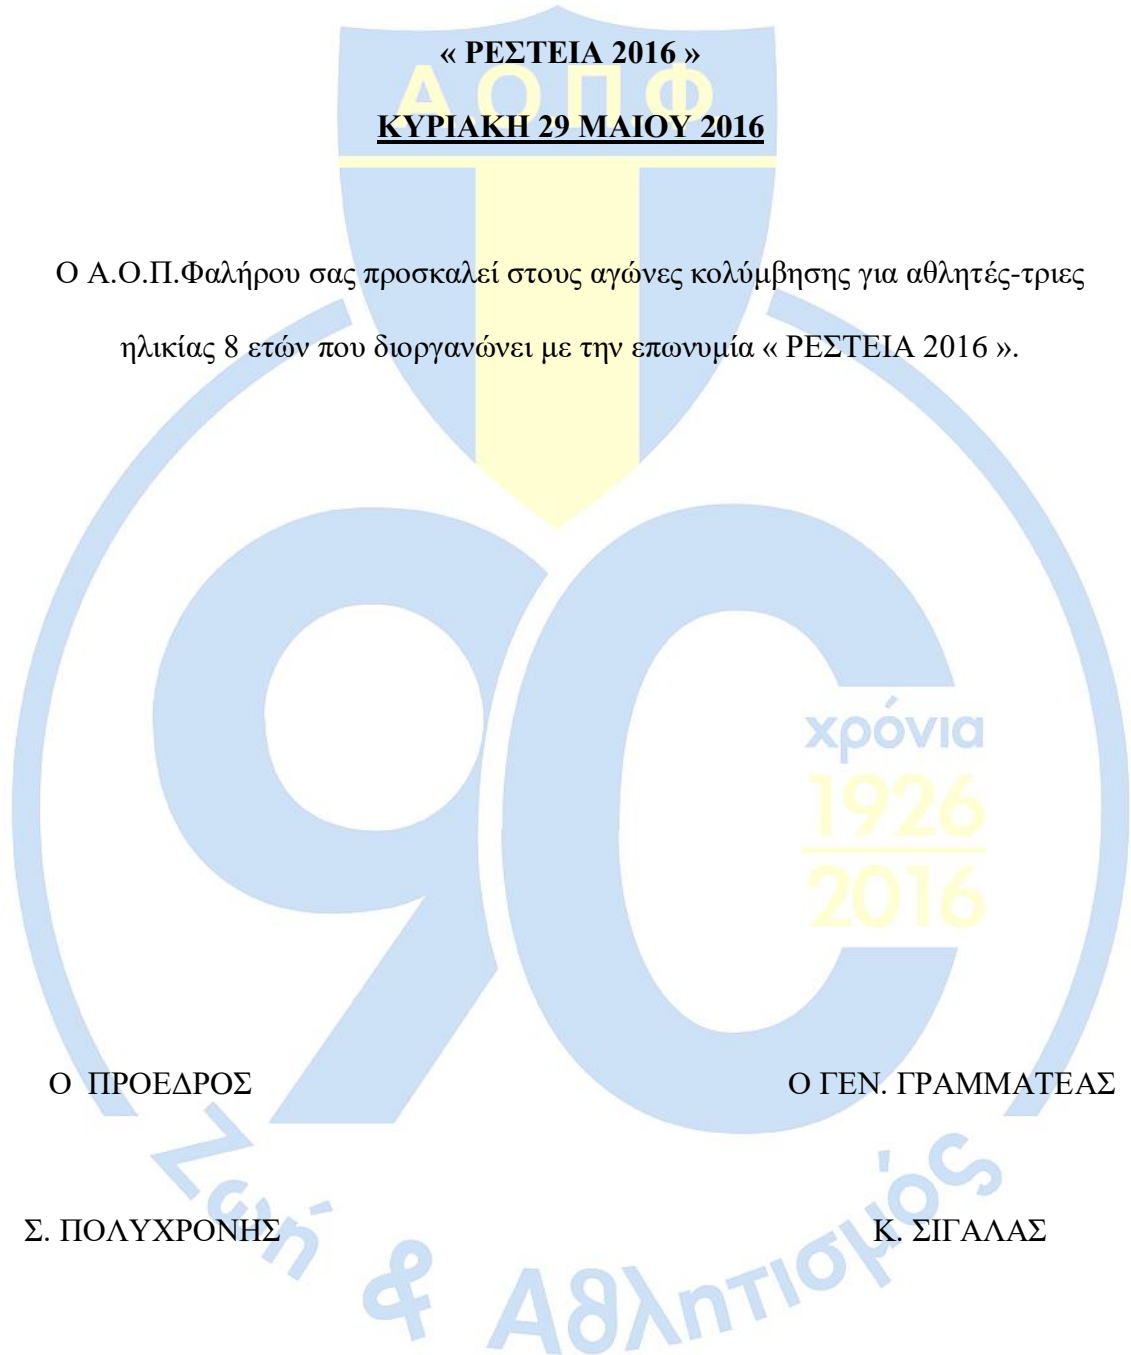 « ΡΕΣΤΕΙΑ 2016 »
Α.Ο.Π.Φ
ΚΥΡΙΑΚΗ 29 ΜΑΙΟΥ 2016
Ο Α.Ο.Π.Φαλήρου σας προσκαλεί στους αγώνες κολύμβησης για αθλητές-τριες
ηλικίας 8 ετών που διοργανώνει με την επωνυμία « ΡΕΣΤΕΙΑ 2016 ».
90
χρόνια
1926
2016
Ο ΠΡΟΕΔΡΟΣ Ο ΓΕΝ. ΓΡΑΜΜΑΤΕΑΣ
Σ. ΠΟΛΥΧΡΟΝΗΣ Κ. ΣΙΓΑΛΑΣ
Ζωή & Αθλητισμός